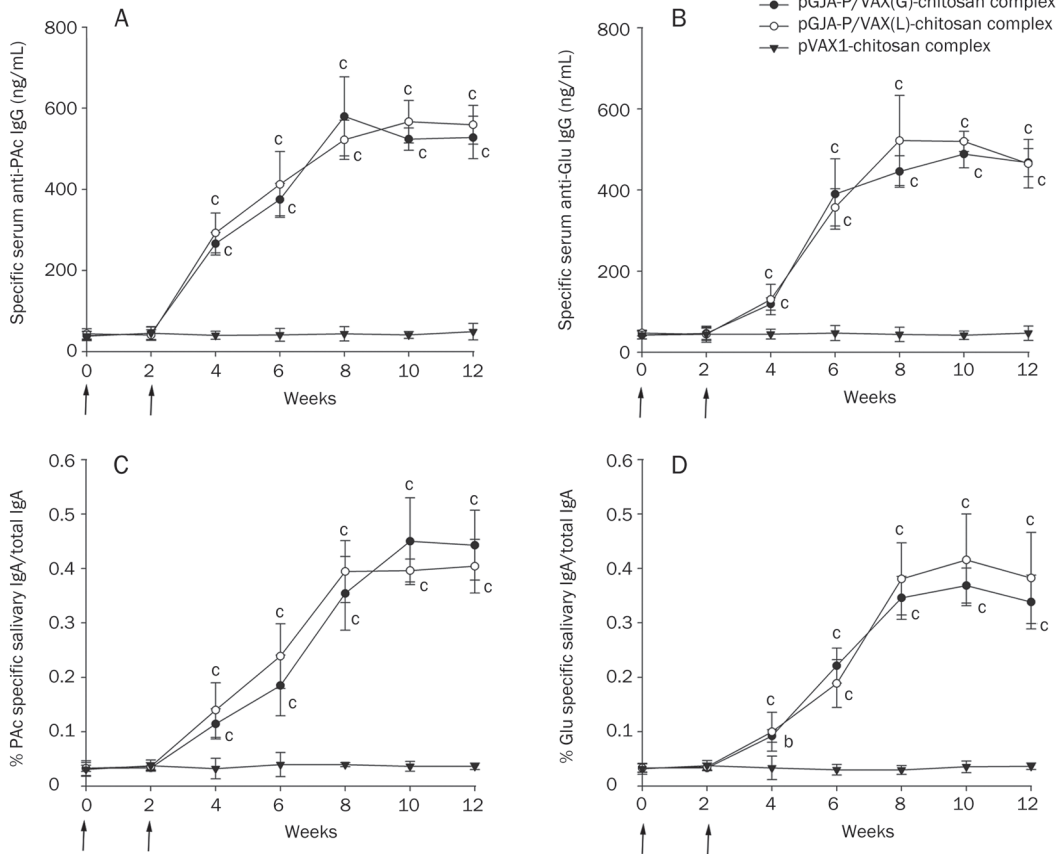 A
B
pGJA-P/VAX(G)-chitosan complex
pGJA-P/VAX(L)-chitosan complex
pVAX1-chitosan complex
Specific serum anti-PAc IgG (ng/mL)
800
600
400
200
0
c c c c c
c c c c c
0 2 4 6 8 10 12
Weeks
Specific serum anti-Glu IgG (ng/mL)
800
600
400
200
0
c c c c c
c c c c c
0 2 4 6 8 10 12
Weeks
C
% PAc specific salivary IgA/total IgA
0.6
0.5
0.4
0.3
0.2
0.1
0
c c c c c
c c c c c
0 2 4 6 8 10 12
Weeks
D
% Glu specific salivary IgA/total IgA
0.6
0.5
0.4
0.3
0.2
0.1
0
c c c c c
b c c c c
0 2 4 6 8 10 12
Weeks